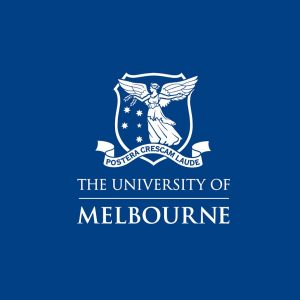 POSTERA CRESCAM LAUDE
THE UNIVERSITY OF
MELBOURNE